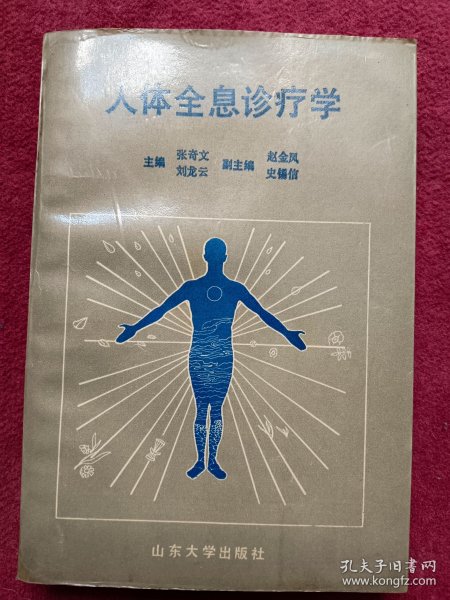 人体全息诊疗学
主编 张奇文 刘龙云 副主编 赵金凤 史锡信
山东大学出版社
孔夫子旧书网
www.kongfz.com